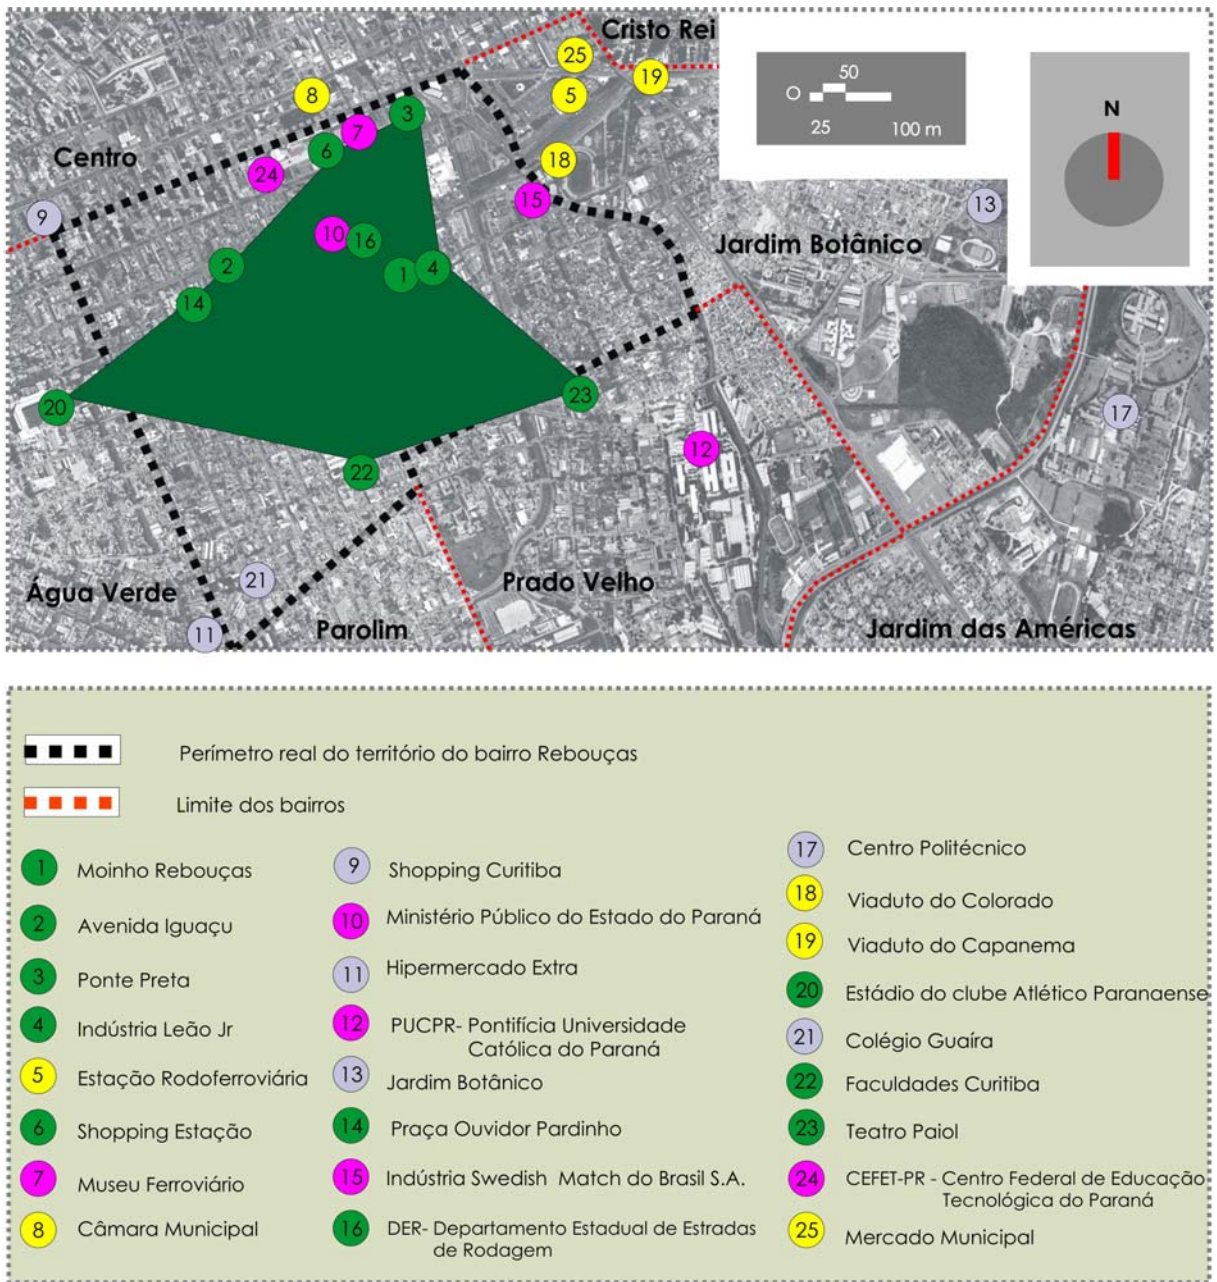 Cristo Rei
25
19
5
8
3
7
6
18
Centro
24
15
9
10
16
Jardim Botânico
13
2
1
4
14
20
23
17
12
22
Água Verde
21
11
Parolim
Prado Velho
Jardim das Américas
50
O
25
100 m
N
Perímetro real do território do bairro Rebouças
Limite dos bairros
1 Moinho Rebouças
2 Avenida Iguaçu
3 Ponte Preta
4 Indústria Leão Jr
5 Estação Rodoferroviária
6 Shopping Estação
7 Museu Ferroviário
8 Câmara Municipal
9 Shopping Curitiba
10 Ministério Público do Estado do Paraná
11 Hipermercado Extra
12 PUCPR- Pontifícia Universidade
Católica do Paraná
13 Jardim Botânico
14 Praça Ouvidor Pardinho
15 Indústria Swedish Match do Brasil S.A.
16 DER- Departamento Estadual de Estradas
de Rodagem
17 Centro Politécnico
18 Viaduto do Colorado
19 Viaduto do Capanema
20 Estádio do clube Atlético Paranaense
21 Colégio Guaíra
22 Faculdades Curitiba
23 Teatro Paiol
24 CEFET-PR - Centro Federal de Educação
Tecnológica do Paraná
25 Mercado Municipal